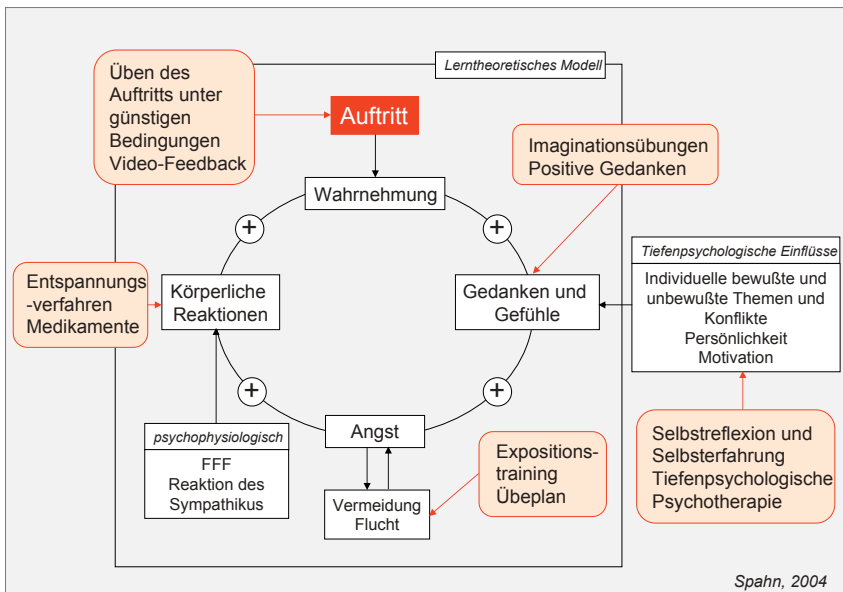 Üben des
Auftritts unter
günstigen
Bedingungen
Video-Feedback
Lerntheoretisches Modell
Auftritt
Imaginationsübungen
Positive Gedanken
Wahrnehmung
+
+
Tiefenpsychologische Einflüsse
Individuelle bewußte und
unbewußte Themen und
Konflikte
Persönlichkeit
Motivation
Entspannungs
-verfahren
Medikamente
Körperliche
Reaktionen
Gedanken und
Gefühle
+
+
psychophysiologisch
FFF
Reaktion des
Sympathikus
Angst
Vermeidung
Flucht
Expositions-
training
Übeplan
Selbstreflexion und
Selbsterfahrung
Tiefenpsychologische
Psychotherapie
Spahn, 2004